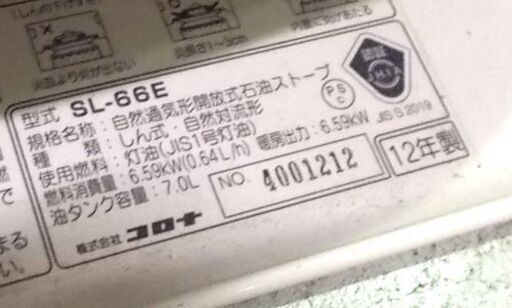 型式 SL-66E
規格名称：自然通気形開放式石油ストーブ
種類：しん式，自然対流形
使用燃料：灯油(JIS1号灯油)
燃料消費量：6.59kW(0.64L/h) 暖房出力：6.59kW
油タンク容量：7.0L
NO. 4001212
12年製
株式会社 コロナ
PSC
JIS S 2019